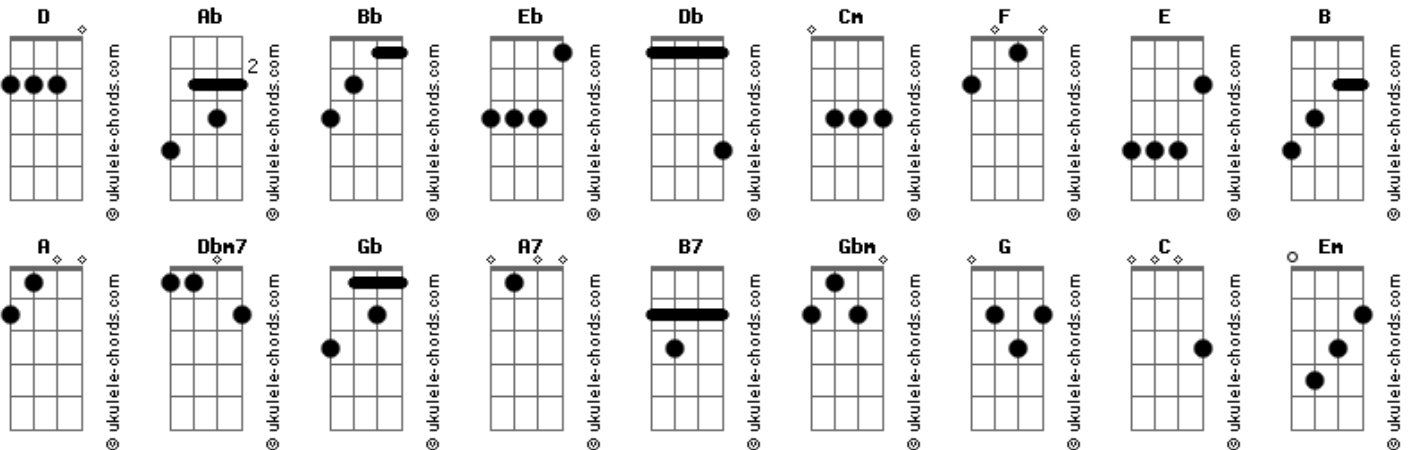 D Ab Bb Eb Db Cm F E B
2
© ukulele-chords.com © ukulele-chords.com © ukulele-chords.com © ukulele-chords.com © ukulele-chords.com © ukulele-chords.com © ukulele-chords.com © ukulele-chords.com © ukulele-chords.com
A Dbm7 Gb A7 B7 Gbm G C Em
© ukulele-chords.com © ukulele-chords.com © ukulele-chords.com © ukulele-chords.com © ukulele-chords.com © ukulele-chords.com © ukulele-chords.com © ukulele-chords.com © ukulele-chords.com